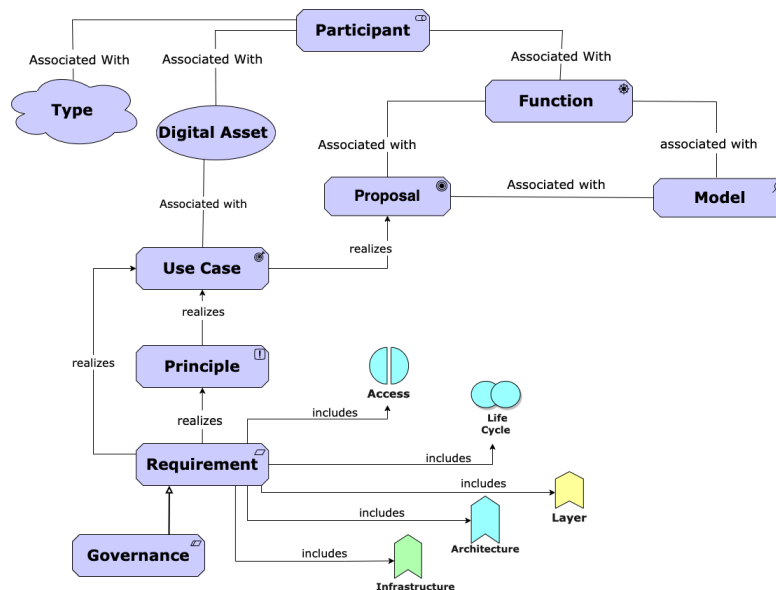 Participant
Associated With
Associated With
Associated With
Type
Function
Digital Asset
Associated with
associated with
Proposal
Associated with
Model
Associated with
realizes
Use Case
realizes
realizes
Principle
Access
realizes
includes
Life
Cycle
Requirement
includes
includes
Layer
includes
Architecture
Governance
includes
Infrastructure